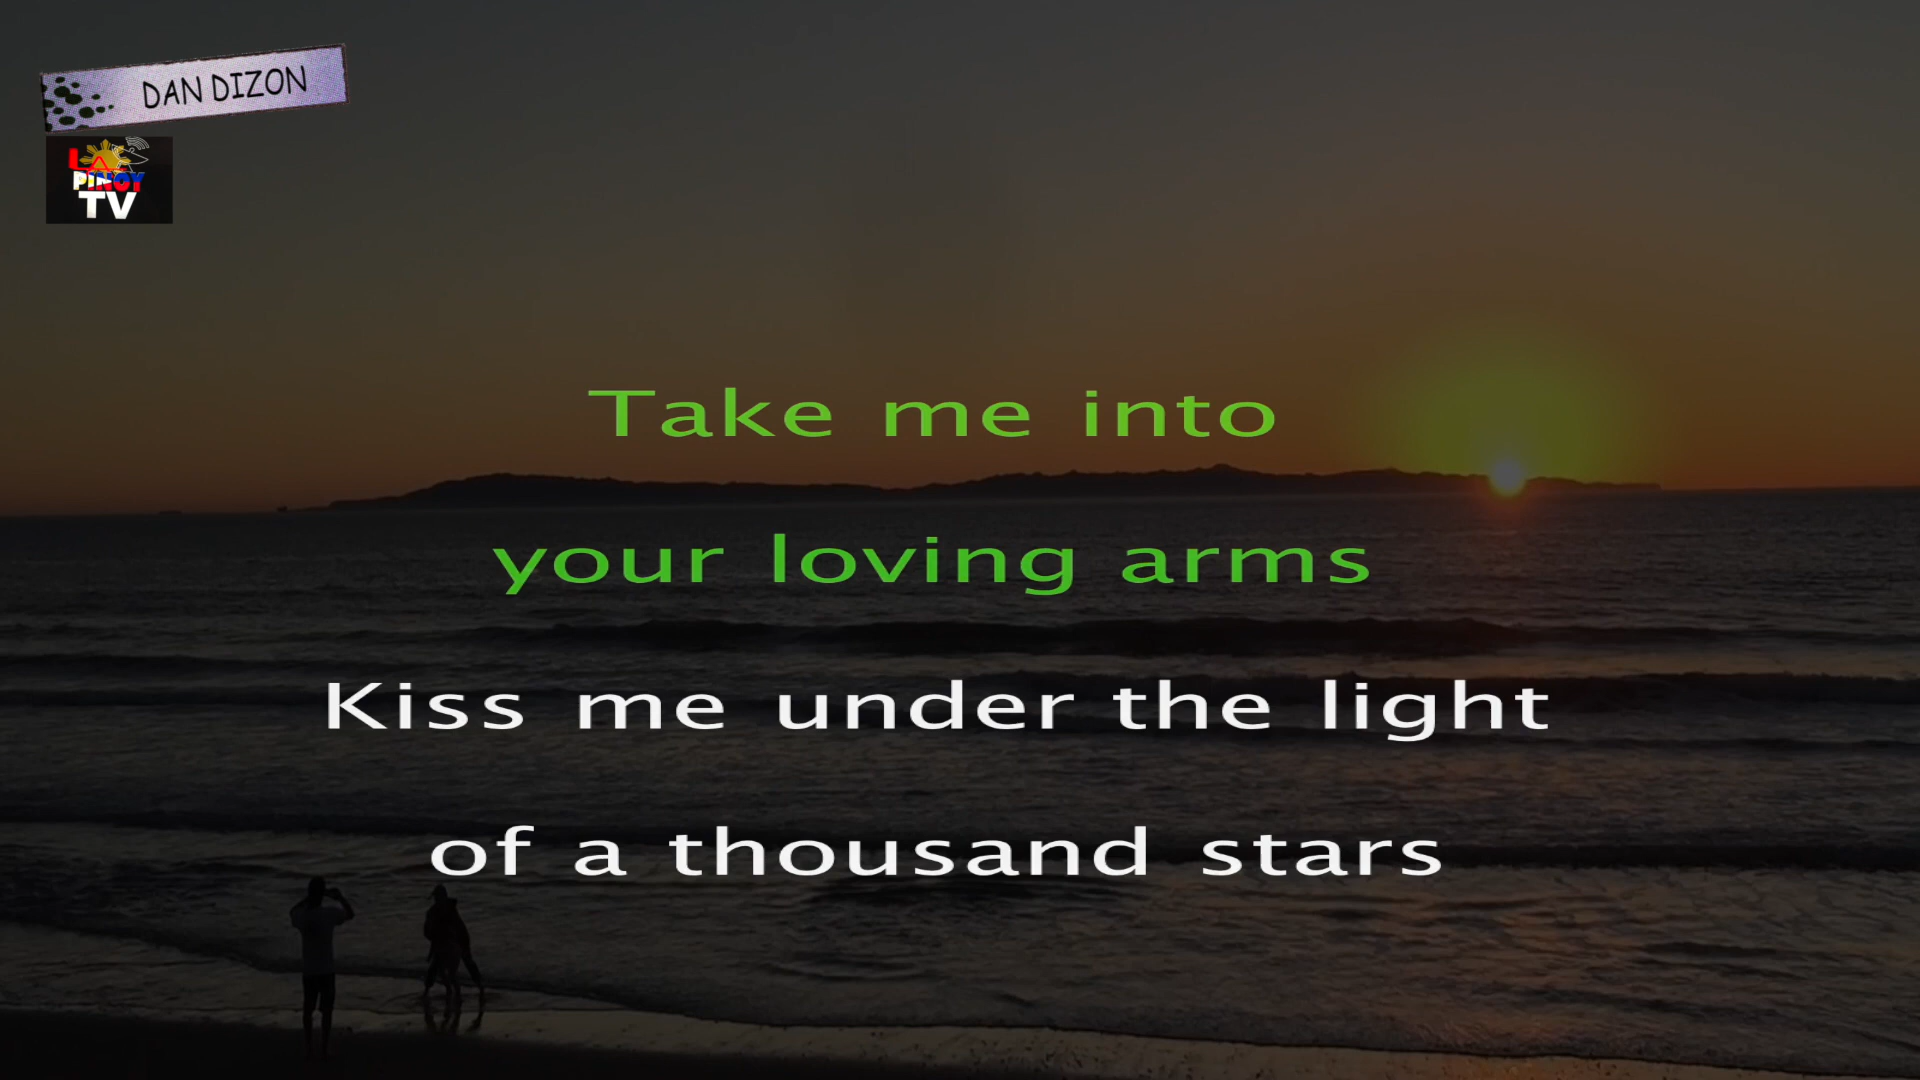 DAN DIZON
LA
PINOY
TV
Take me into
your loving arms
Kiss me under the light
of a thousand stars